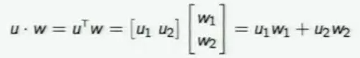 u · w = uᵀw = [u₁ u₂] [w₁ w₂] = u₁w₁ + u₂w₂